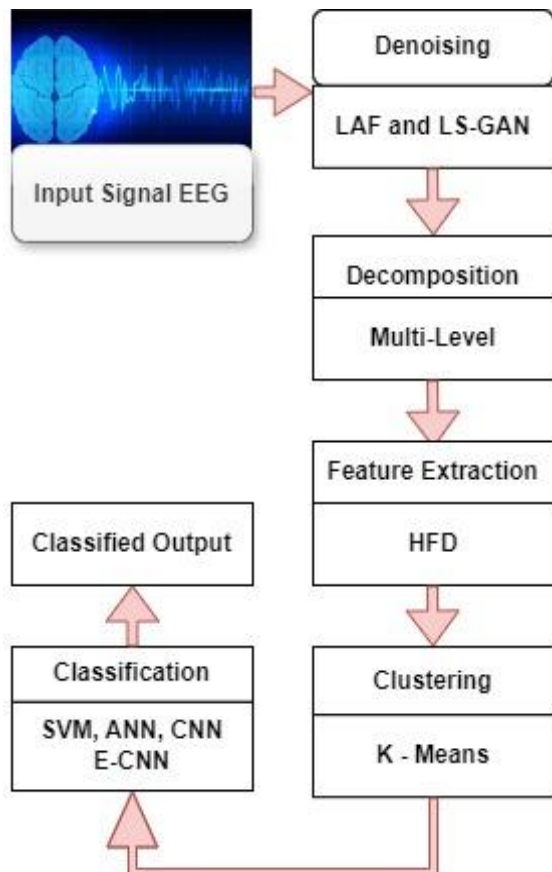 Input Signal EEG
Denoising
LAF and LS-GAN
Decomposition
Multi-Level
Feature Extraction
HFD
Clustering
K - Means
Classification
SVM, ANN, CNN
E-CNN
Classified Output